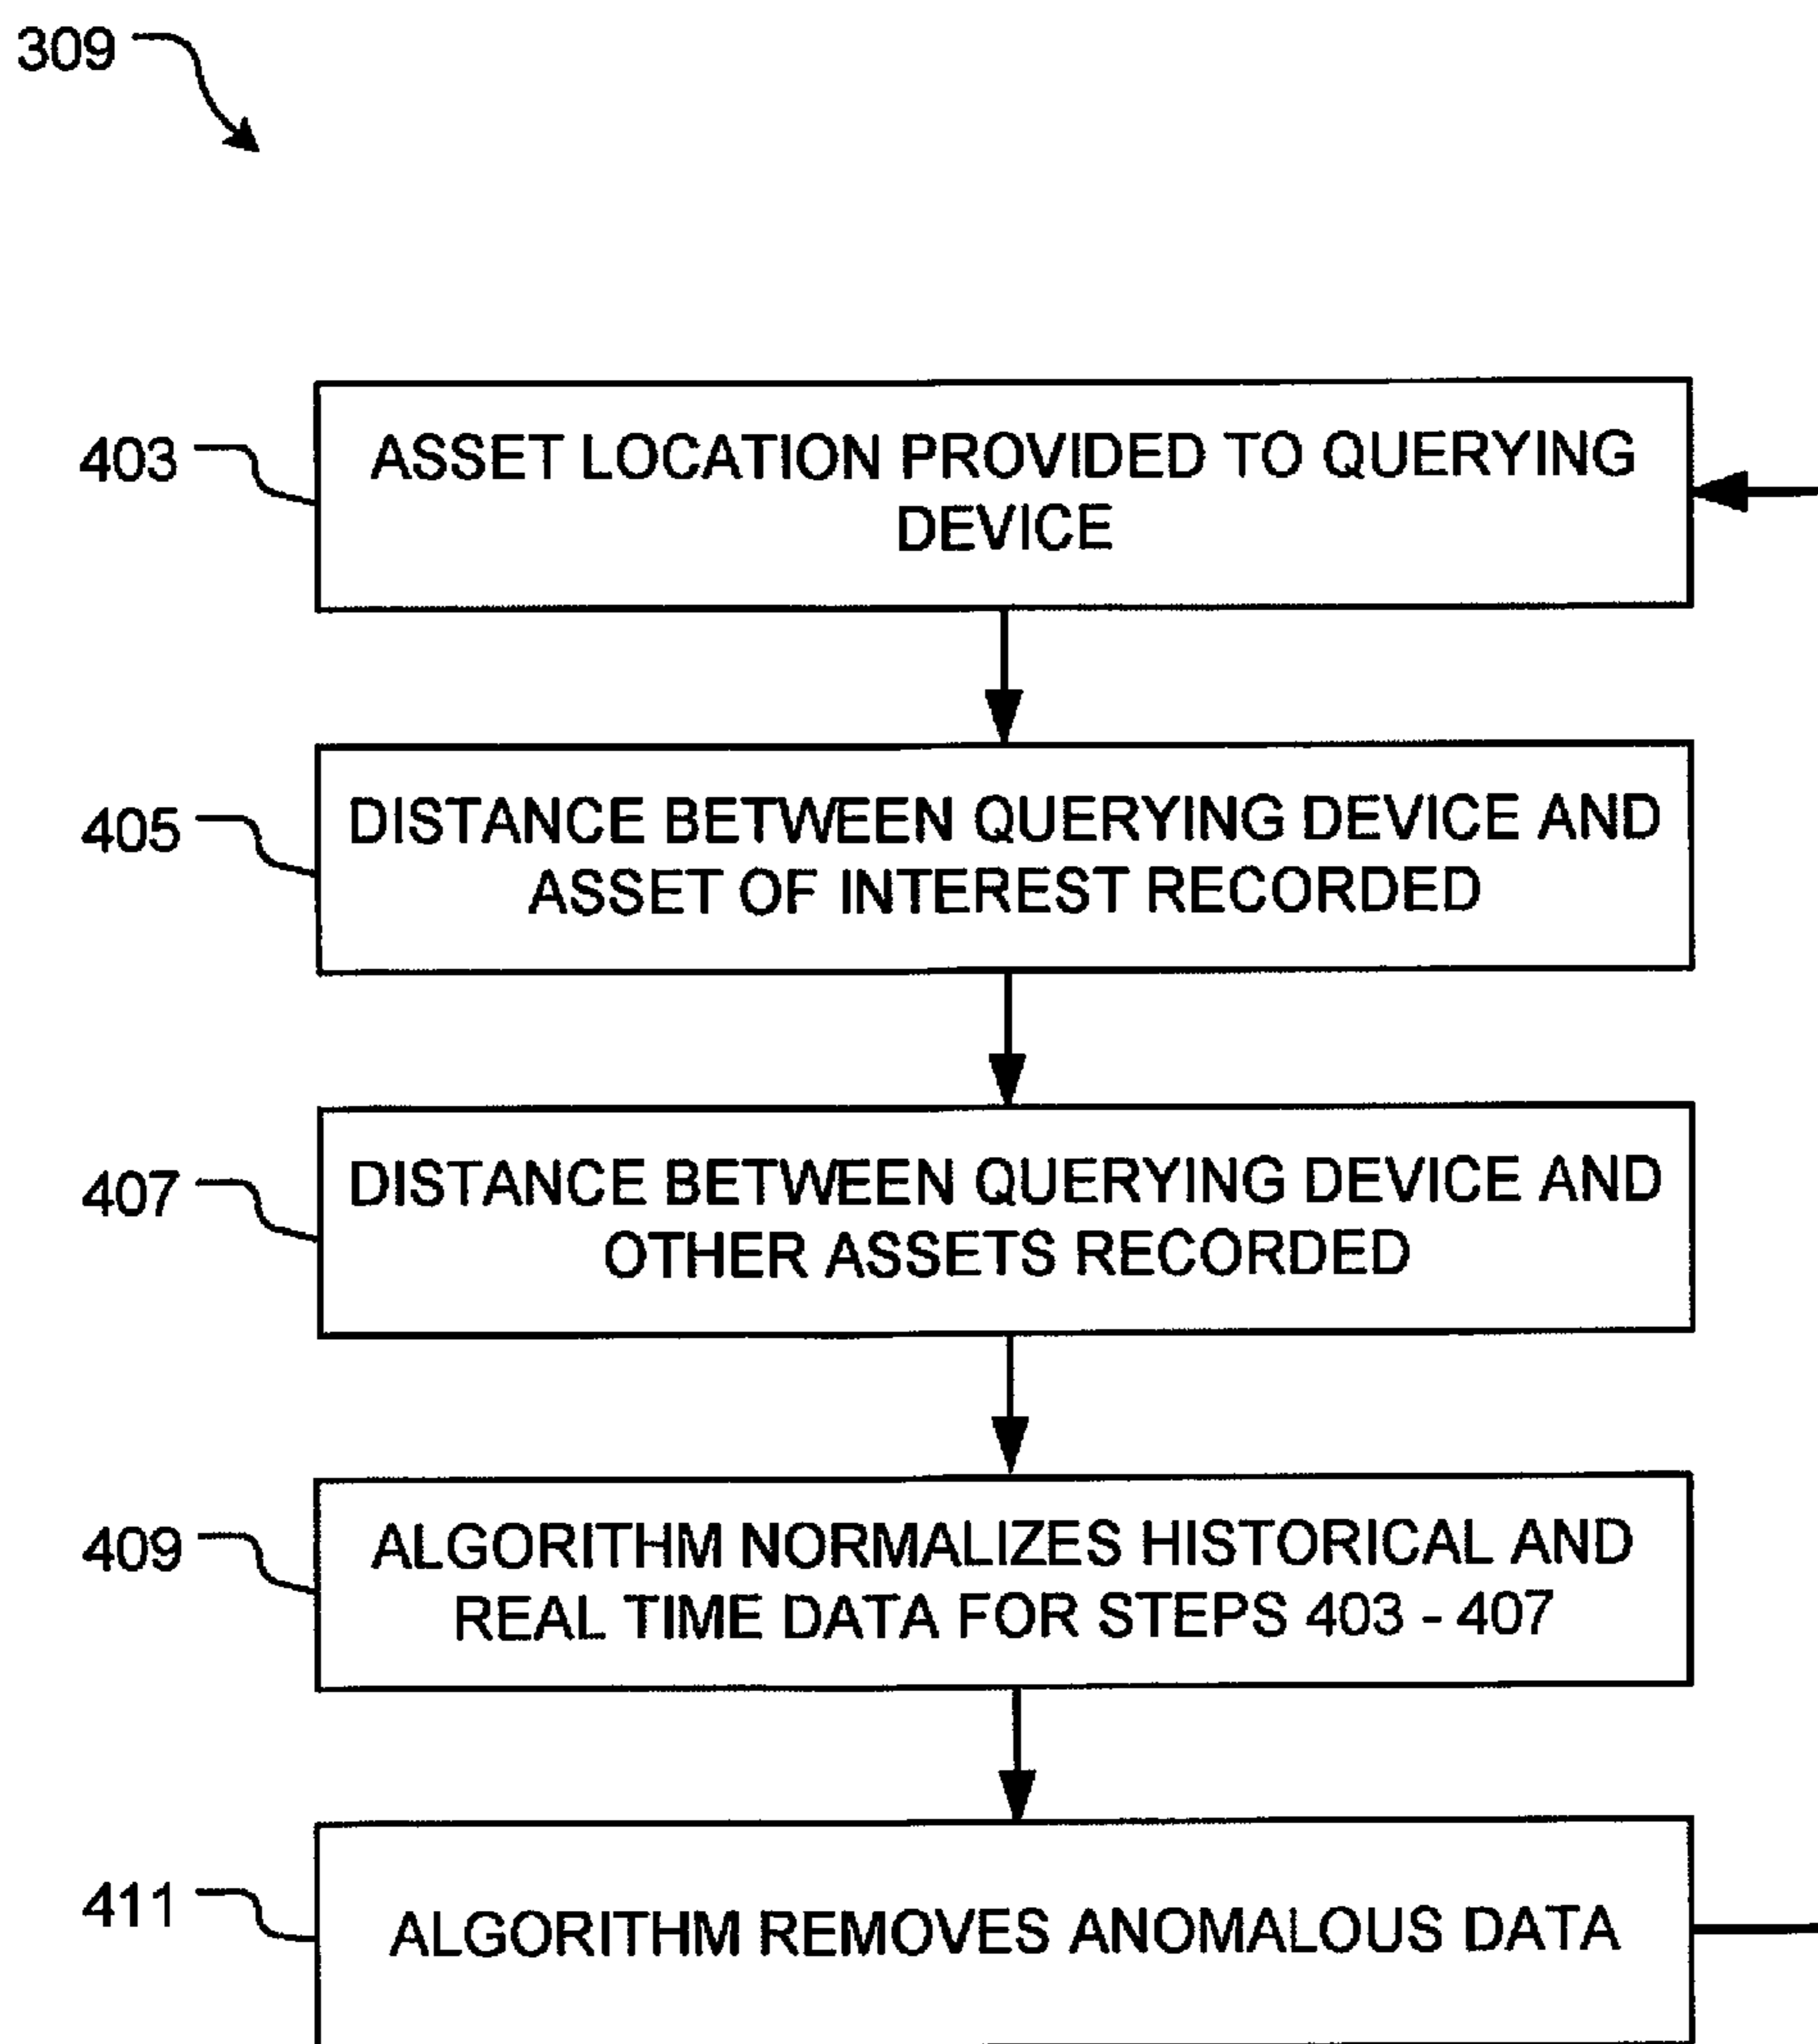 309
403
ASSET LOCATION PROVIDED TO QUERYING
DEVICE
405
DISTANCE BETWEEN QUERYING DEVICE AND
ASSET OF INTEREST RECORDED
407
DISTANCE BETWEEN QUERYING DEVICE AND
OTHER ASSETS RECORDED
409
ALGORITHM NORMALIZES HISTORICAL AND
REAL TIME DATA FOR STEPS 403 - 407
411
ALGORITHM REMOVES ANOMALOUS DATA